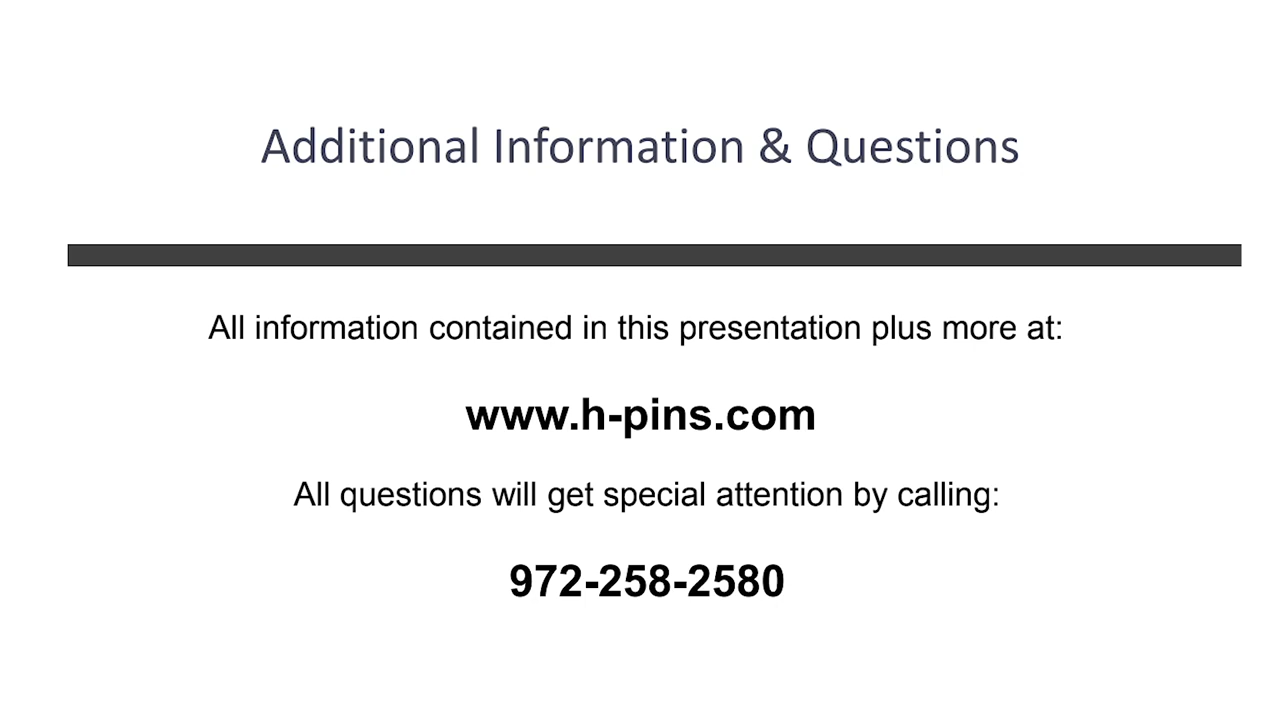 Additional Information & Questions
All information contained in this presentation plus more at:
www.h-pins.com
All questions will get special attention by calling:
972-258-2580